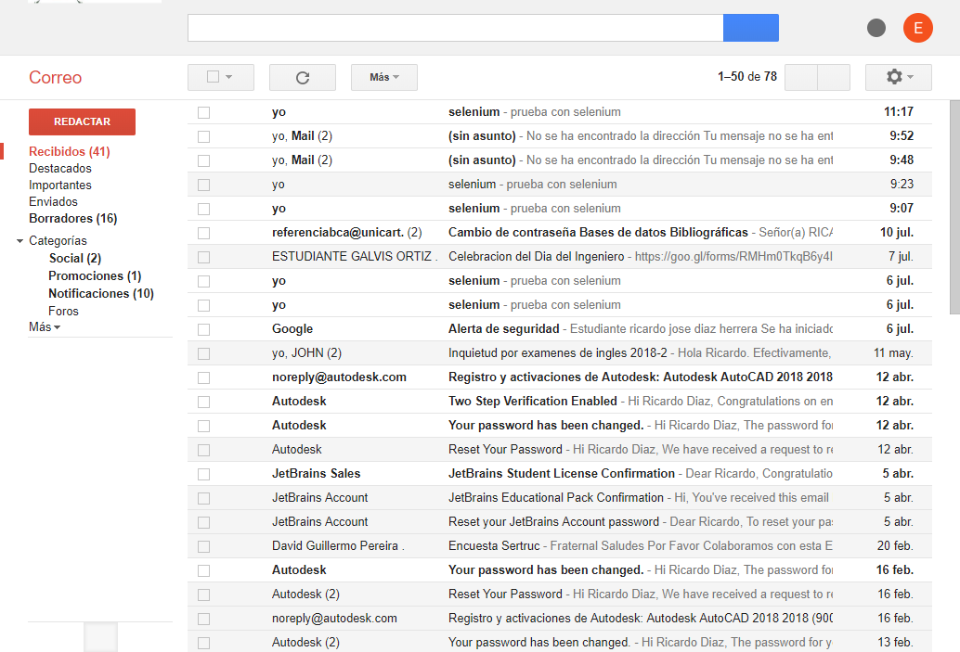 E
Correo
Más
1–50 de 78
REDACTAR
Recibidos (41)
Destacados
Importantes
Enviados
Borradores (16)
Categorías
Social (2)
Promociones (1)
Notificaciones (10)
Foros
Más
yo selenium - prueba con selenium 11:17
yo, Mail (2) (sin asunto) - No se ha encontrado la dirección Tu mensaje no se ha ent 9:52
yo, Mail (2) (sin asunto) - No se ha encontrado la dirección Tu mensaje no se ha ent 9:48
yo selenium - prueba con selenium 9:23
yo selenium - prueba con selenium 9:07
referenciabca@unicart. (2) Cambio de contraseña Bases de datos Bibliográficas - Señor(a) RICA 10 jul.
ESTUDIANTE GALVIS ORTIZ . Celebracion del Dia del Ingeniero - https://goo.gl/forms/RMHm0TkqB6y4l 7 jul.
yo selenium - prueba con selenium 6 jul.
yo selenium - prueba con selenium 6 jul.
Google Alerta de seguridad - Estudiante ricardo jose diaz herrera Se ha iniciado 6 jul.
yo, JOHN (2) Inquietud por examenes de ingles 2018-2 - Hola Ricardo. Efectivamente, 11 may.
noreply@autodesk.com Registro y activaciones de Autodesk: Autodesk AutoCAD 2018 2018 12 abr.
Autodesk Two Step Verification Enabled - Hi Ricardo Diaz, Congratulations on en 12 abr.
Autodesk Your password has been changed. - Hi Ricardo Diaz, The password for 12 abr.
Autodesk Reset Your Password - Hi Ricardo Diaz, We have received a request to re 12 abr.
JetBrains Sales JetBrains Student License Confirmation - Dear Ricardo, Congratulatio 5 abr.
JetBrains Account JetBrains Educational Pack Confirmation - Hi, You've received this email 5 abr.
JetBrains Account Reset your JetBrains Account password - Dear Ricardo, To reset your pas 5 abr.
David Guillermo Pereira . Encuesta Sertruc - Fraternal Saludes Por Favor Colaboramos con esta E 20 feb.
Autodesk Your password has been changed. - Hi Ricardo Diaz, The password for 16 feb.
Autodesk (2) Reset Your Password - Hi Ricardo Diaz, We have received a request to re 16 feb.
noreply@autodesk.com Registro y activaciones de Autodesk: Autodesk AutoCAD 2018 2018 (900 16 feb.
Autodesk (2) Your password has been changed. - Hi Ricardo Diaz, The password for y 13 feb.